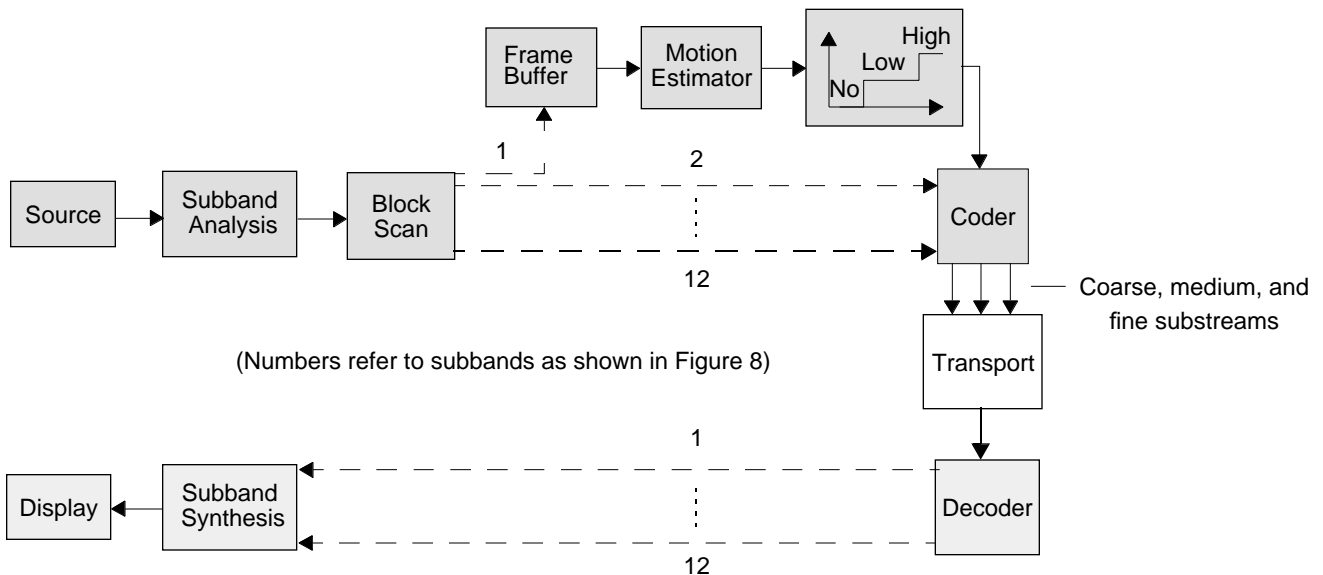 Frame
Buffer
Motion
Estimator
High
Low
No
1
2
Source
Subband
Analysis
Block
Scan
Coder
12
Coarse, medium, and
fine substreams
(Numbers refer to subbands as shown in Figure 8)
Transport
1
Display
Subband
Synthesis
Decoder
12